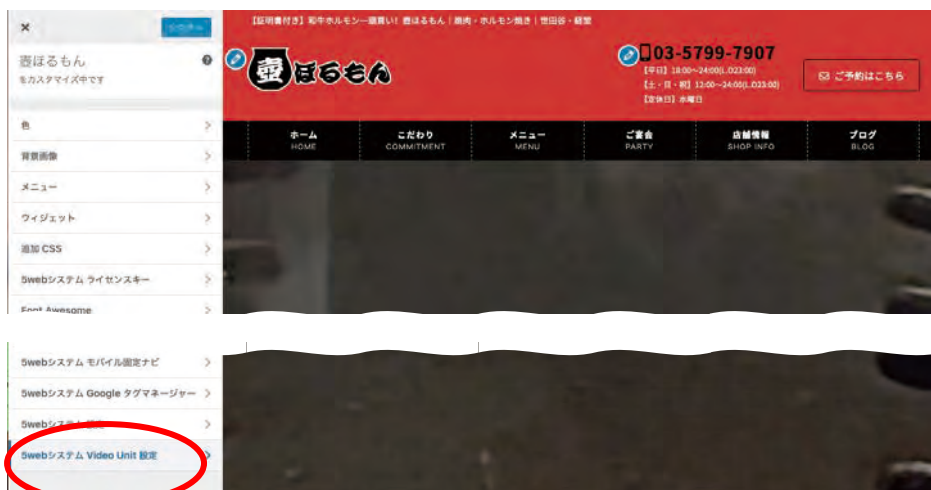 壺ほるもん
をカスタマイズ中です
色
背景画像
メニュー
ウィジェット
追加 CSS
5webシステム ライセンスキー
Font Awesome
5webシステム モバイル固定ナビ
5webシステム Google タグマネージャー
5webシステム
5webシステム Video Unit 設定
【証明書付き】和牛ホルモン一頭買い! 壺ほるもん|焼肉・ホルモン焼き|世田谷・経堂
壺ほるもん
03-5799-7907
【平日】18:00~24:00(L.O23:00)
【土・日・祝】12:00~24:00(L.O23:00)
【定休日】水曜日
ご予約はこちら
ホーム こだわり メニュー ご宴会 店舗情報 ブログ
HOME COMMITMENT MENU PARTY SHOP INFO BLOG